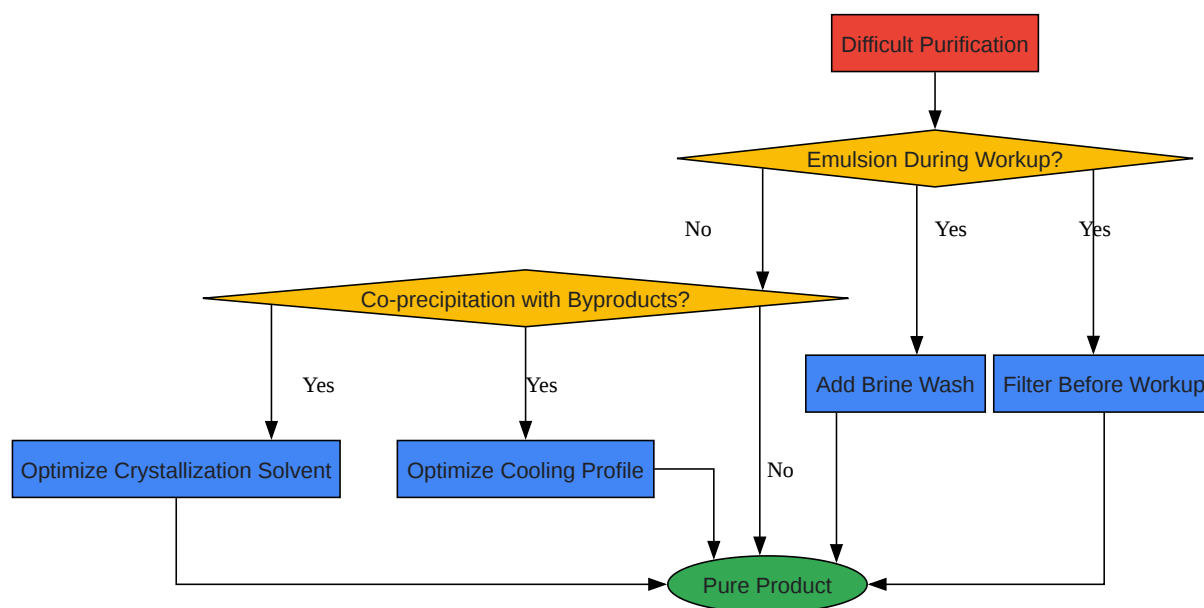 Difficult Purification
Emulsion During Workup?
No
Yes
Yes
Co-precipitation with Byproducts?
Add Brine Wash
Filter Before Workup
Yes
Yes
Optimize Crystallization Solvent
Optimize Cooling Profile
No
Pure Product